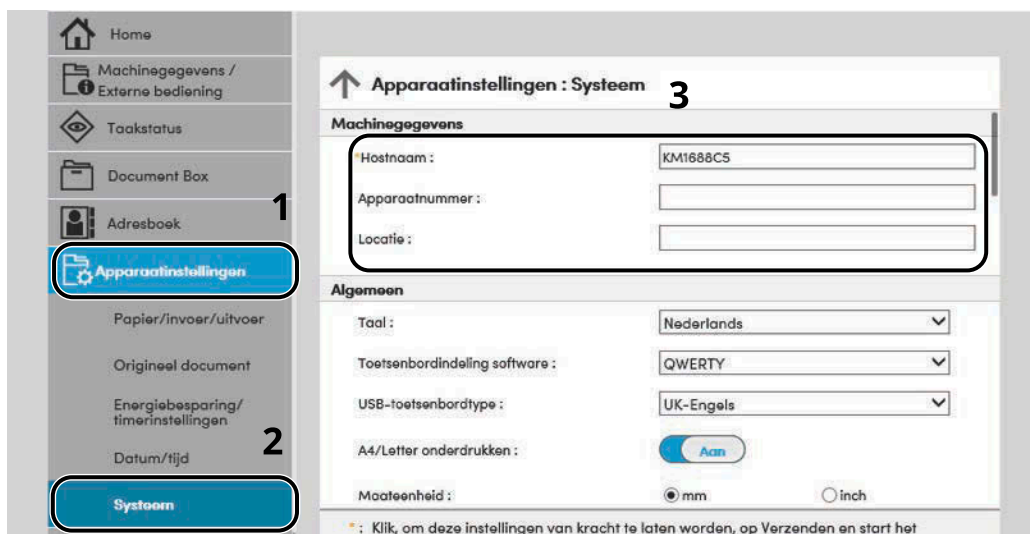 Home
Machinegegevens /
Externe bediening
Taakstatus
Document Box
Adresboek
1
Apparaatinstellingen
Papier/invoer/uitvoer
Origineel document
Energiebesparing/
timerinstellingen
Datum/tijd
2
Systeem
Apparaatinstellingen : Systeem
3
Machinegegevens
*Hostnaam : KM1688C5
Apparaatnummer :
Locatie :
Algemeen
Taal : Nederlands
Toetsenbordindeling software : QWERTY
USB-toetsenbordtype : UK-Engels
A4/Letter onderdrukken : Aan
Maateenheid : mm inch
* : Klik, om deze instellingen van kracht te laten worden, op Verzenden en start het